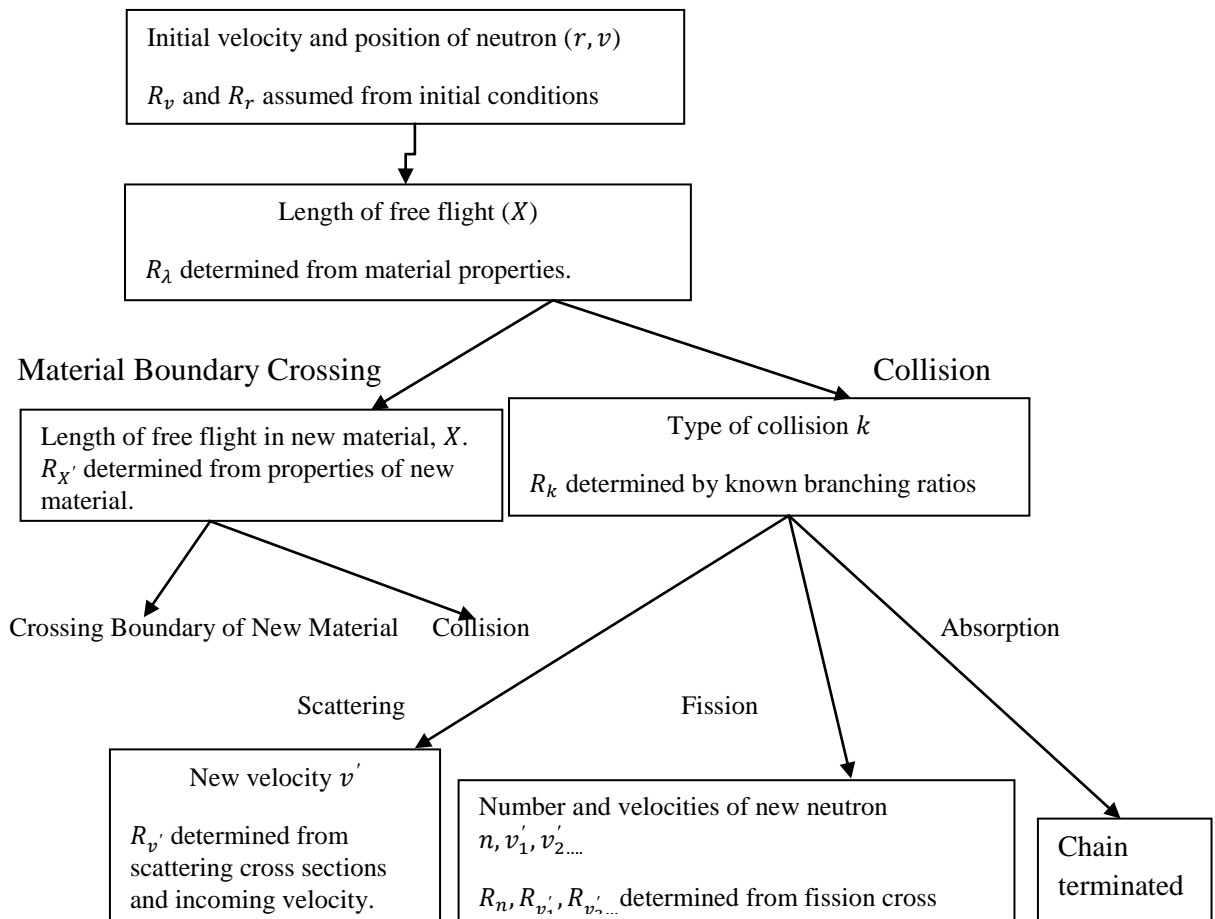 Initial velocity and position of neutron (r, v)
R_v and R_r assumed from initial conditions
Length of free flight (X)
R_λ determined from material properties.
Material Boundary Crossing
Collision
Length of free flight in new material, X.
R_X′ determined from properties of new
material.
Type of collision k
R_k determined by known branching ratios
Crossing Boundary of New Material
Collision
Absorption
Scattering
Fission
New velocity v′
R_v′ determined from
scattering cross sections
and incoming velocity.
Number and velocities of new neutron
n, v′_1, v′_2....
R_n, R_v′_1, R_v′_2... determined from fission cross
Chain
terminated